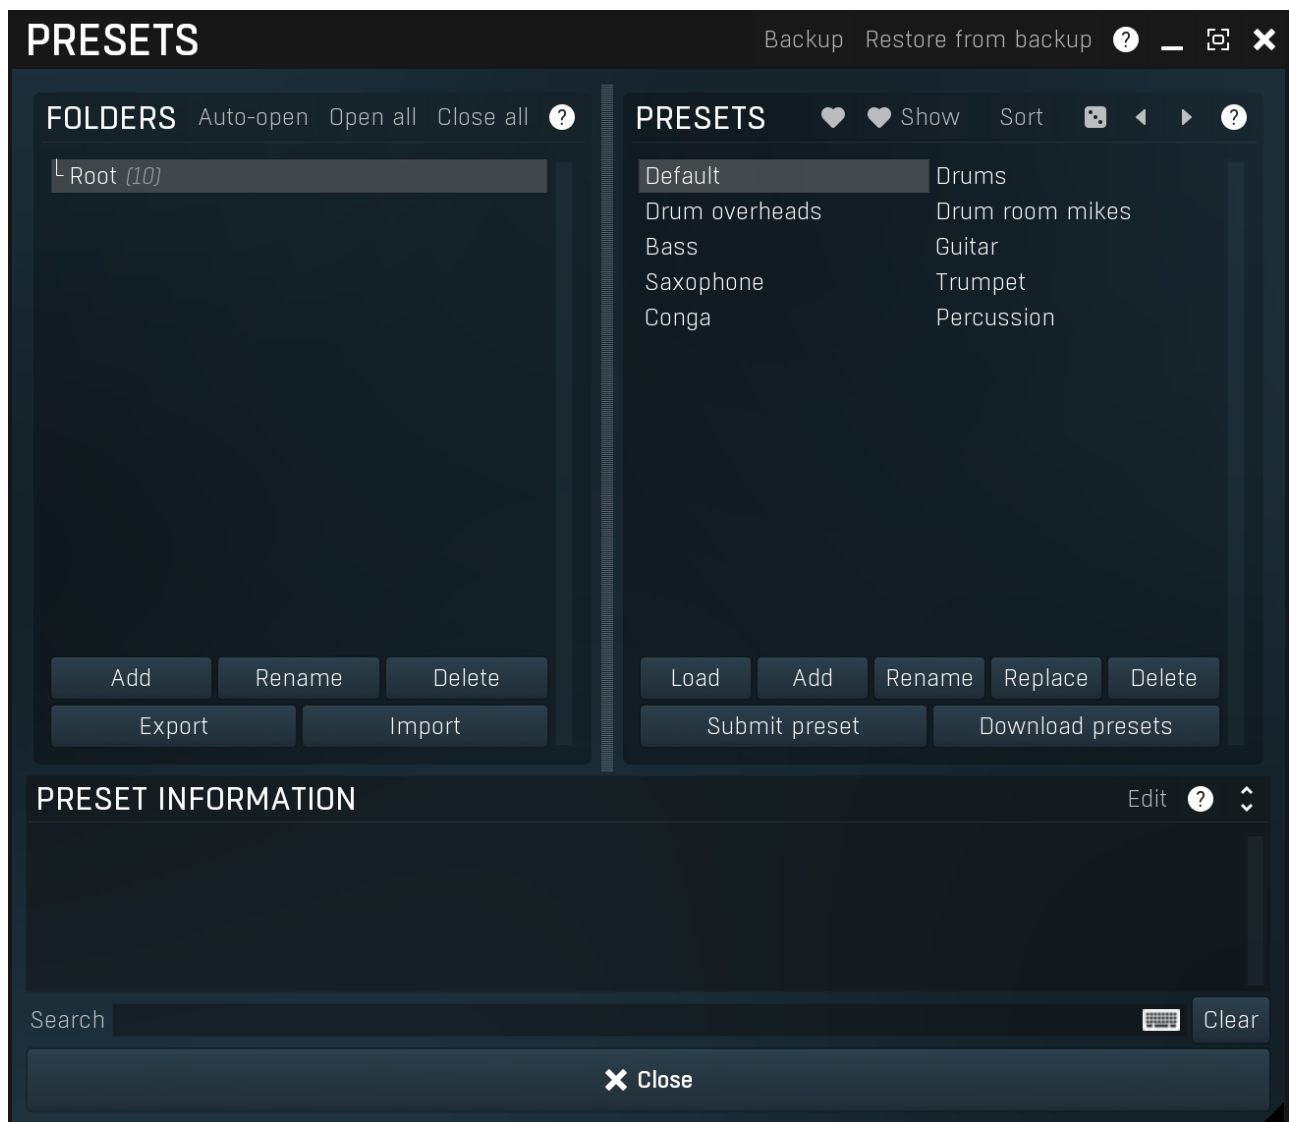 PRESETS Backup Restore from backup ?
FOLDERS Auto-open Open all Close all ?
Root (10)
Add Rename Delete
Export Import
PRESETS Show Sort ?
Default Drums
Drum overheads Drum room mikes
Bass Guitar
Saxophone Trumpet
Conga Percussion
Load Add Rename Replace Delete
Submit preset Download presets
PRESET INFORMATION Edit ?
Search Clear
Close